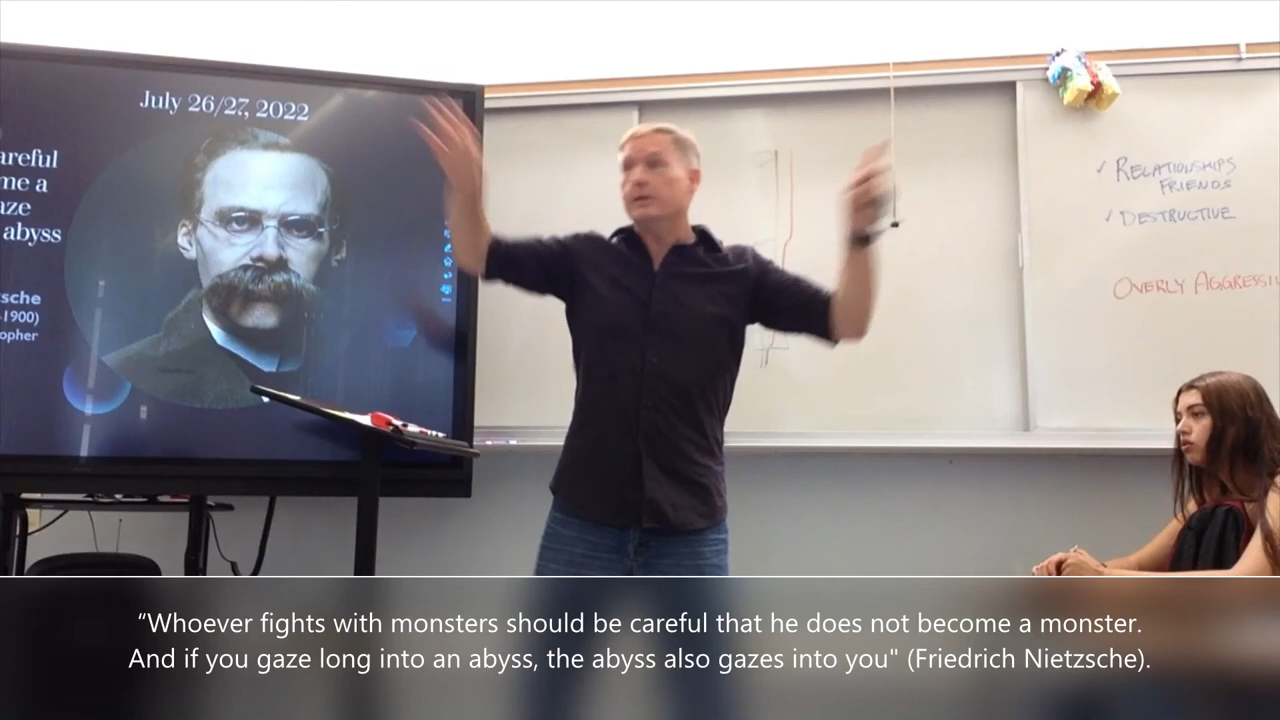 July 26/27, 2022
areful
me a
aze
abyss
sche
1900)
opher
✓ RELATIONSHIPS
FRIENDS
✓ DESTRUCTIVE
OVERLY AGGRESSI
“Whoever fights with monsters should be careful that he does not become a monster.
And if you gaze long into an abyss, the abyss also gazes into you" (Friedrich Nietzsche).